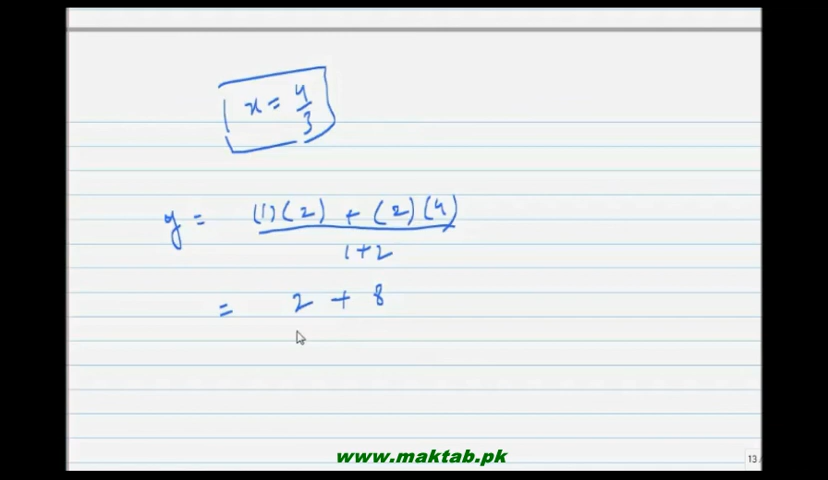 x = 4/3
y = (1)(2) + (2)(4)
1+2
= 2 + 8
www.maktab.pk
13